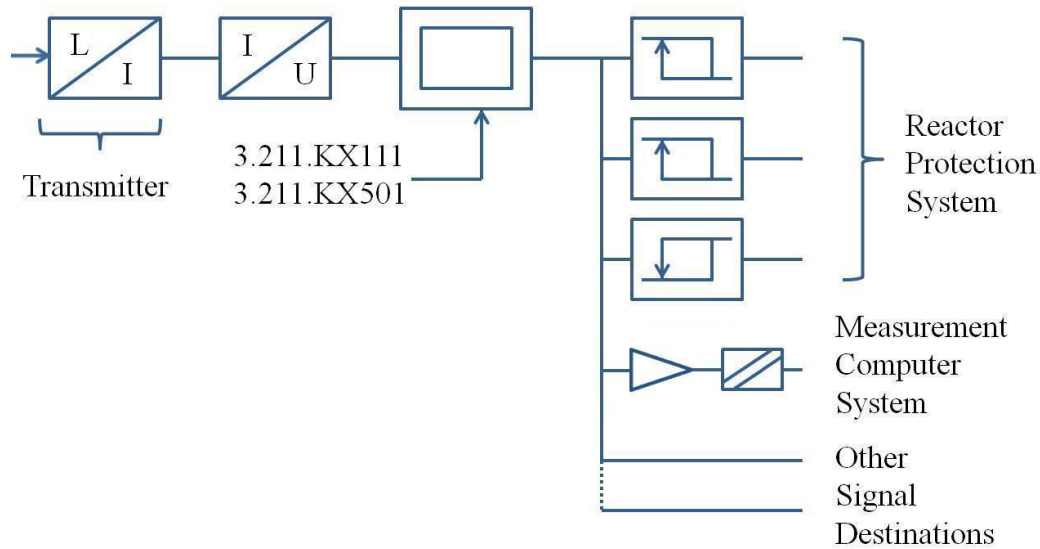 L
I
I
U
3.211.KX111
3.211.KX501
Transmitter
Reactor
Protection
System
Measurement
Computer
System
Other
Signal
Destinations